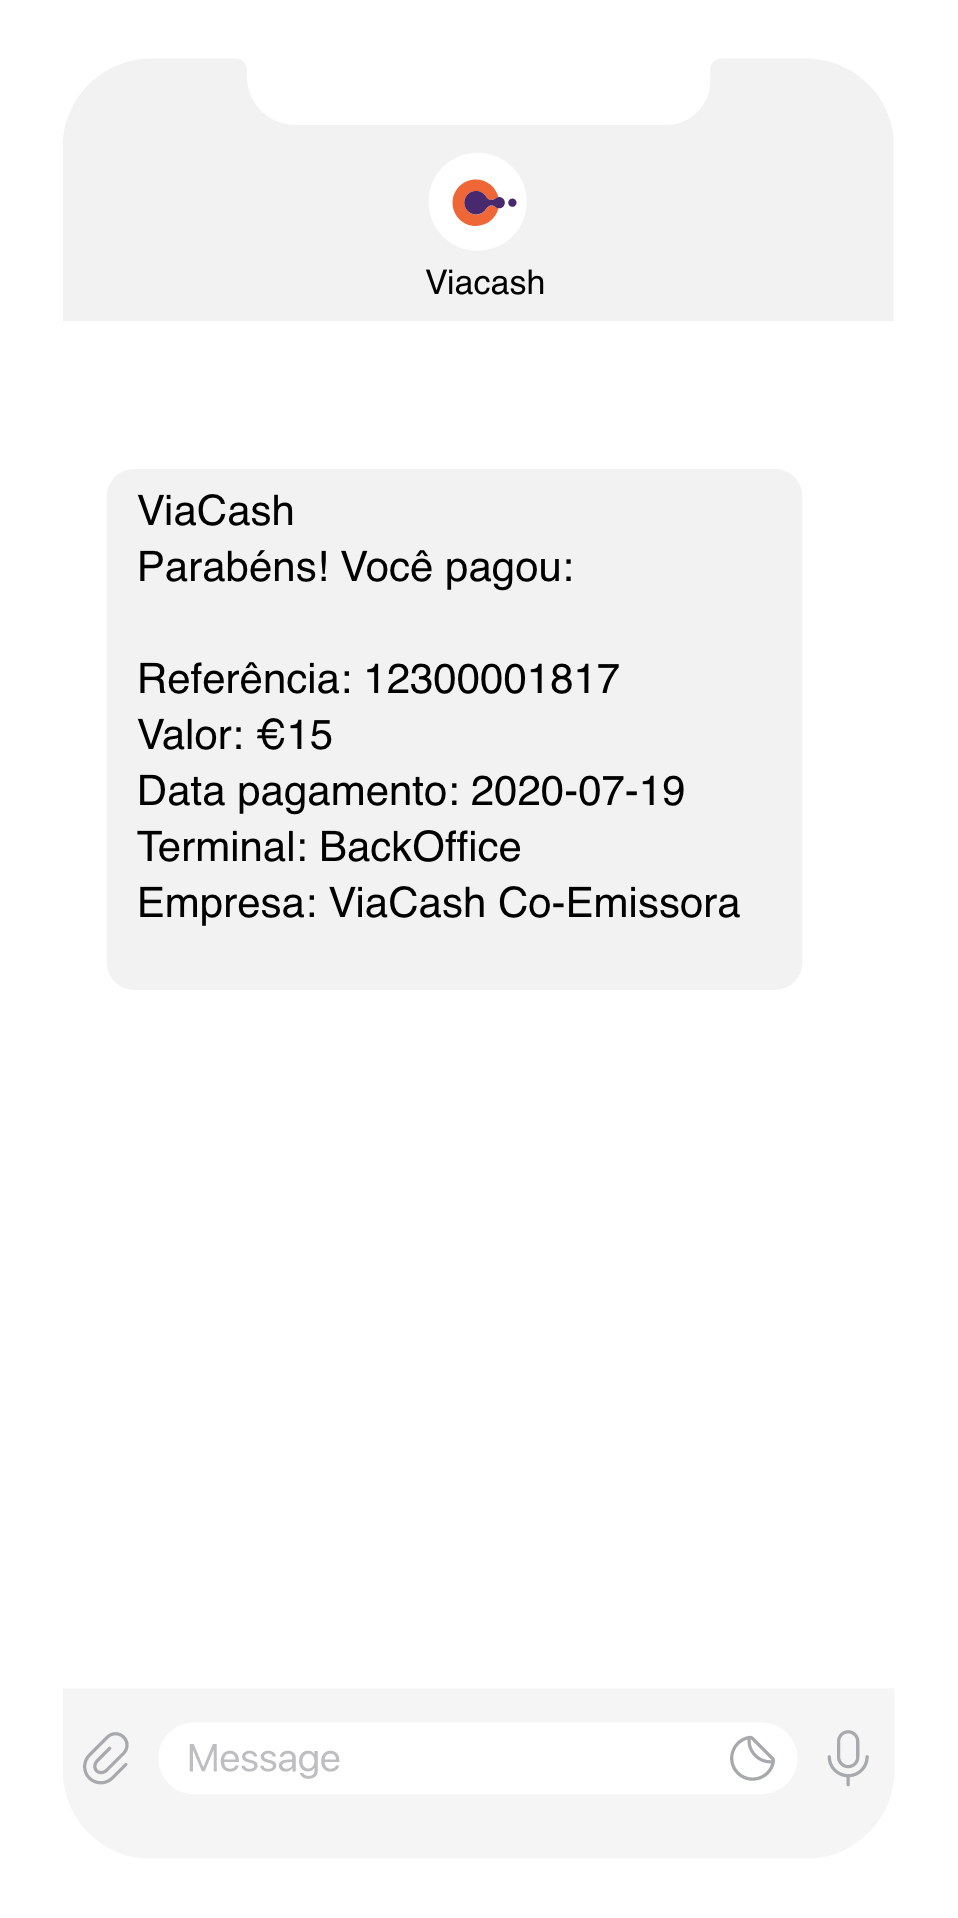 Viacash
ViaCash
Parabéns! Você pagou:
Referência: 12300001817
Valor: €15
Data pagamento: 2020-07-19
Terminal: BackOffice
Empresa: ViaCash Co-Emissora
Message